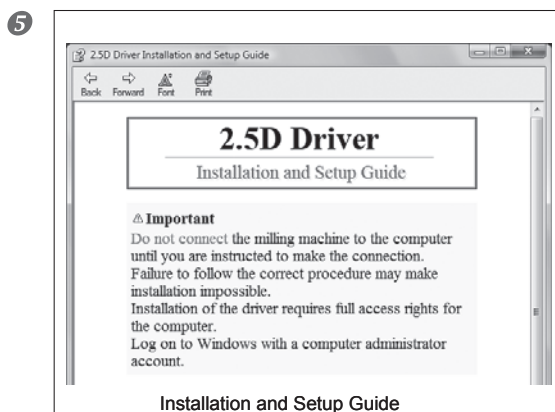 5
2.5D Driver Installation and Setup Guide
Back Forward Font Print
2.5D Driver
Installation and Setup Guide
⚠Important
Do not connect the milling machine to the computer
until you are instructed to make the connection.
Failure to follow the correct procedure may make
installation impossible.
Installation of the driver requires full access rights for
the computer.
Log on to Windows with a computer administrator
account.
Installation and Setup Guide